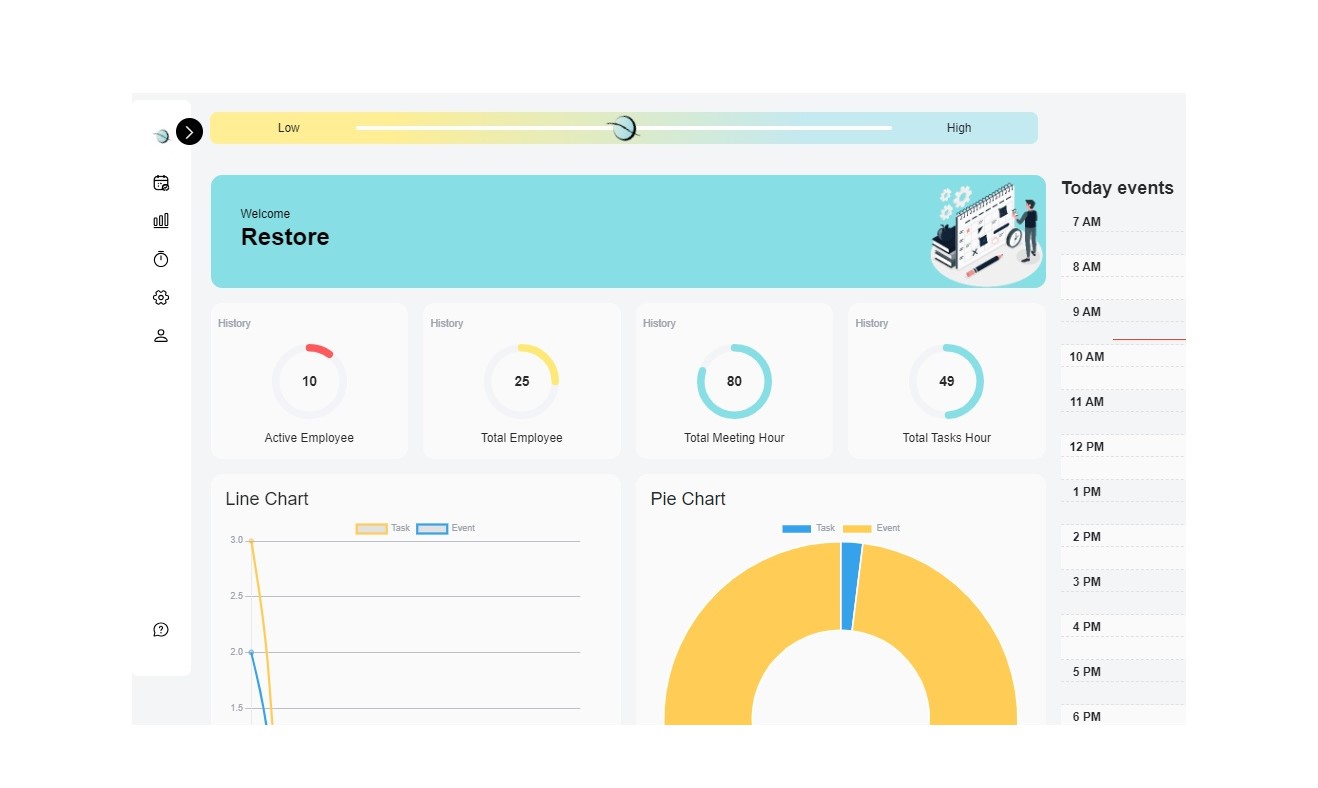 Low
High
Welcome
Restore
History
10
Active Employee
History
25
Total Employee
History
80
Total Meeting Hour
History
49
Total Tasks Hour
Line Chart
Task
Event
3.0
2.5
2.0
1.5
Pie Chart
Task
Event
Today events
7 AM
8 AM
9 AM
10 AM
11 AM
12 PM
1 PM
2 PM
3 PM
4 PM
5 PM
6 PM